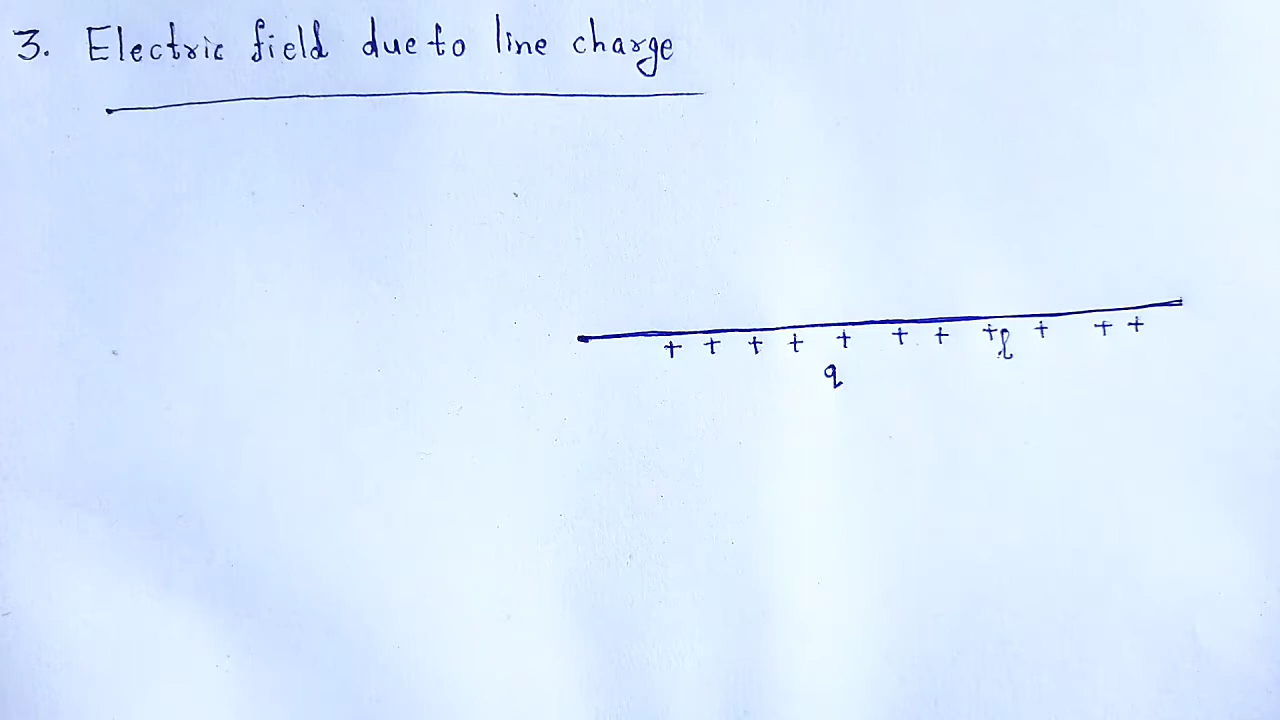 3. Electric field due to line charge
+ + + + + + + + + + +
q l